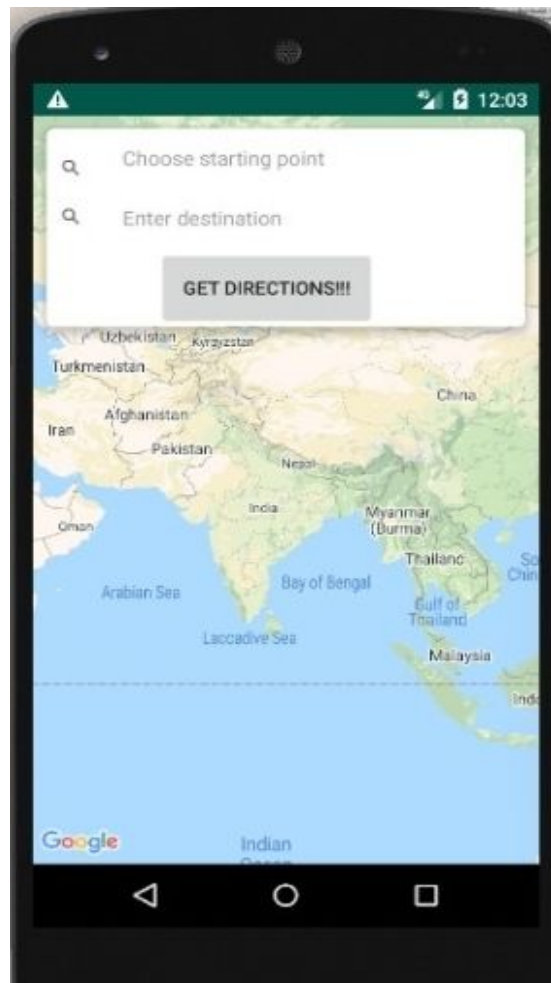 4G 12:03
Choose starting point
Enter destination
GET DIRECTIONS!!!
Uzbekistan
Kyrgyzstan
Turkmenistan
China
Afghanistan
Iran
Pakistan
Nepal
India
Myanmar
(Burma)
Oman
Thailand
Bay of Bengal
Arabian Sea
Gulf of
Thailand
Laccadive Sea
Malaysia
Google
Indian